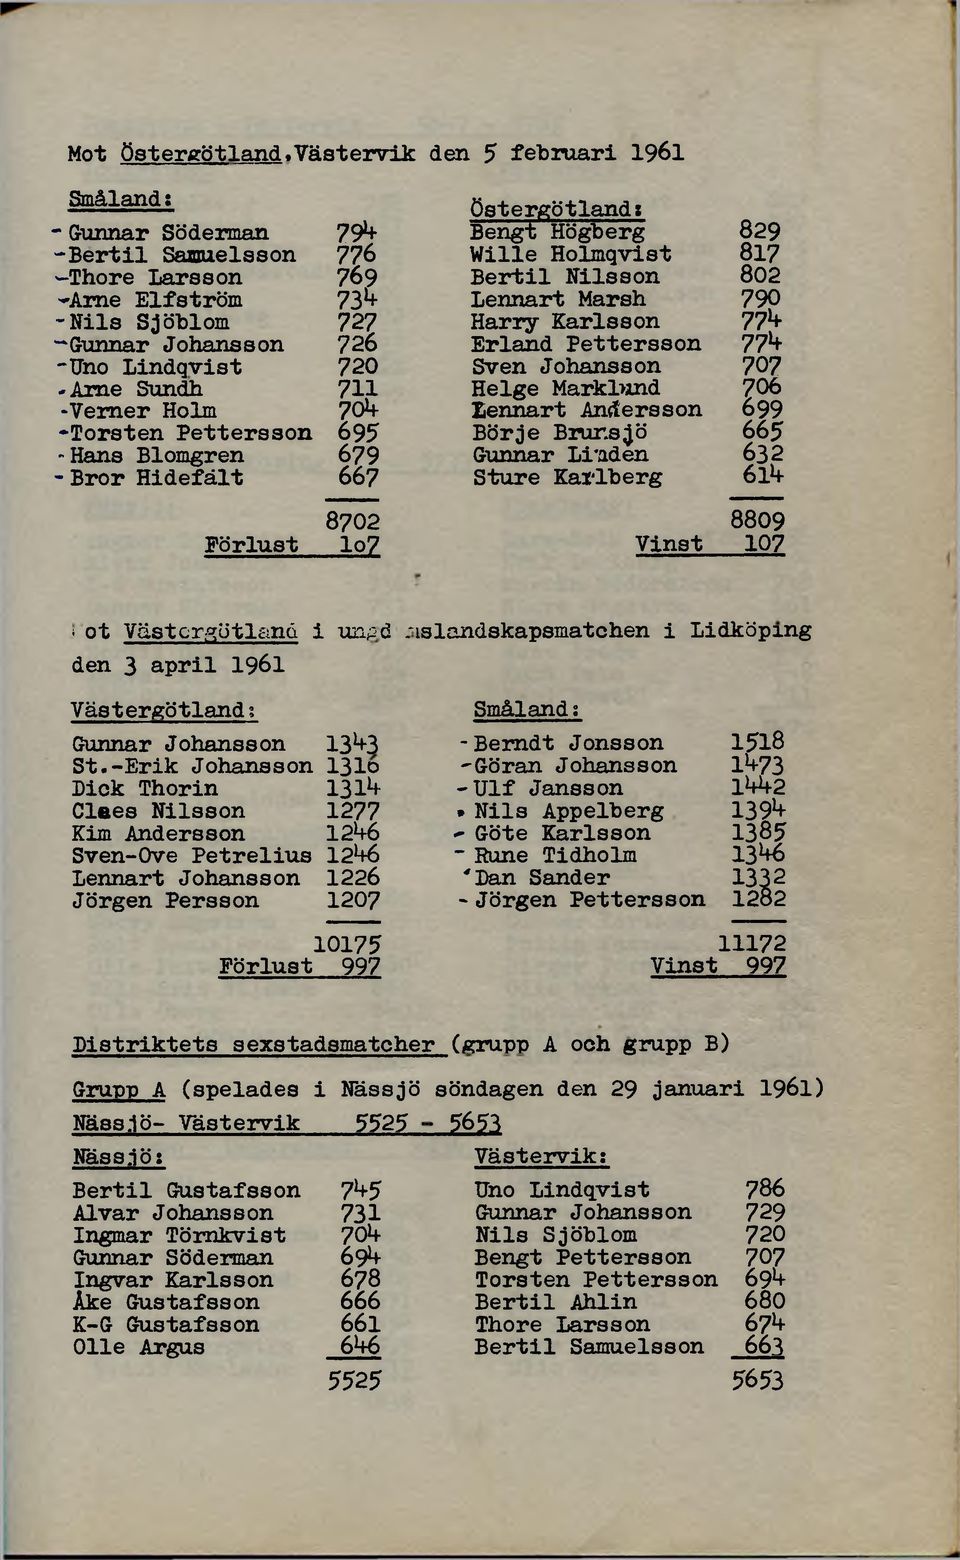 Mot Östergötland, Västervik den 5 februari 1961
Småland:
- Gunnar Söderman 794
- Bertil Samuelsson 776
- Thore Larsson 769
- Arne Elfström 734
- Nils Sjöblom 727
- Gunnar Johansson 726
- Uno Lindqvist 720
- Arne Sundh 711
- Verner Holm 704
- Torsten Pettersson 695
- Hans Blomgren 679
- Bror Hidefält 667
8702
Förlust 1o7
Östergötland:
Bengt Högberg 829
Wille Holmqvist 817
Bertil Nilsson 802
Lennart Marsh 790
Harry Karlsson 774
Erland Pettersson 774
Sven Johansson 707
Helge Marklund 706
Lennart Andersson 699
Börje Brunsjö 665
Gunnar Linden 632
Sture Karlberg 614
8809
Vinst 107
ot Västergötland i ungd mslandskapsmatchen i Lidköping
den 3 april 1961
Västergötland:
Gunnar Johansson 1343
St.-Erik Johansson 1316
Dick Thorin 1314
Claes Nilsson 1277
Kim Andersson 1246
Sven-Ove Petrelius 1246
Lennart Johansson 1226
Jörgen Persson 1207
10175
Förlust 997
Småland:
- Berndt Jonsson 1518
- Göran Johansson 1473
- Ulf Jansson 1442
- Nils Appelberg 1394
- Göte Karlsson 1385
- Rune Tidholm 1346
- Dan Sander 1332
- Jörgen Pettersson 1282
11172
Vinst 997
Distriktets sexstadsmatcher (grupp A och grupp B)
Grupp A (spelades i Nässjö söndagen den 29 januari 1961)
Nässjö- Västervik 5525 - 5653
Nässjö:
Bertil Gustafsson 745
Alvar Johansson 731
Ingmar Törnkvist 704
Gunnar Söderman 694
Ingvar Karlsson 678
Åke Gustafsson 666
K-G Gustafsson 661
Olle Argus 646
5525
Västervik:
Uno Lindqvist 786
Gunnar Johansson 729
Nils Sjöblom 720
Bengt Pettersson 707
Torsten Pettersson 694
Bertil Ahlin 680
Thore Larsson 674
Bertil Samuelsson 663
5653